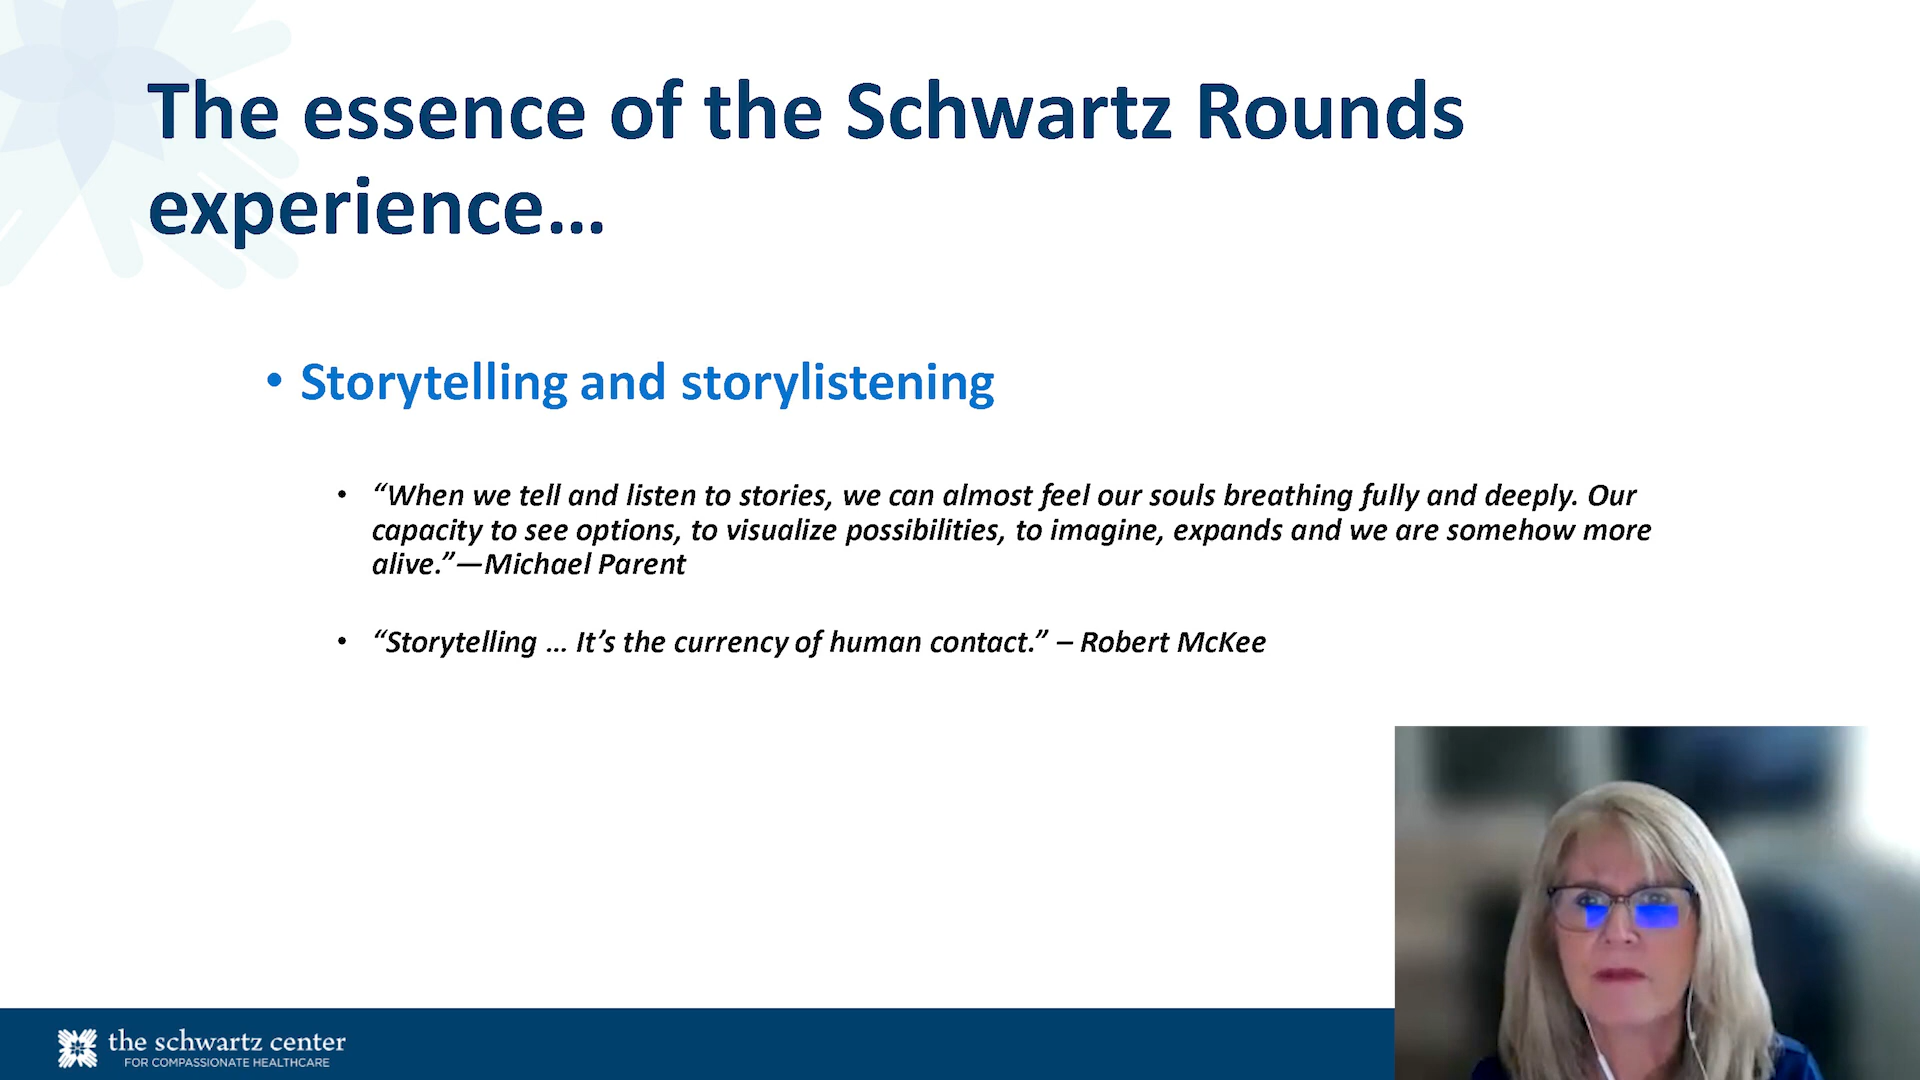 The essence of the Schwartz Rounds
experience…
• Storytelling and storylistening
• “When we tell and listen to stories, we can almost feel our souls breathing fully and deeply. Our
capacity to see options, to visualize possibilities, to imagine, expands and we are somehow more
alive.”—Michael Parent
• “Storytelling … It’s the currency of human contact.” – Robert McKee
the schwartz center
FOR COMPASSIONATE HEALTHCARE